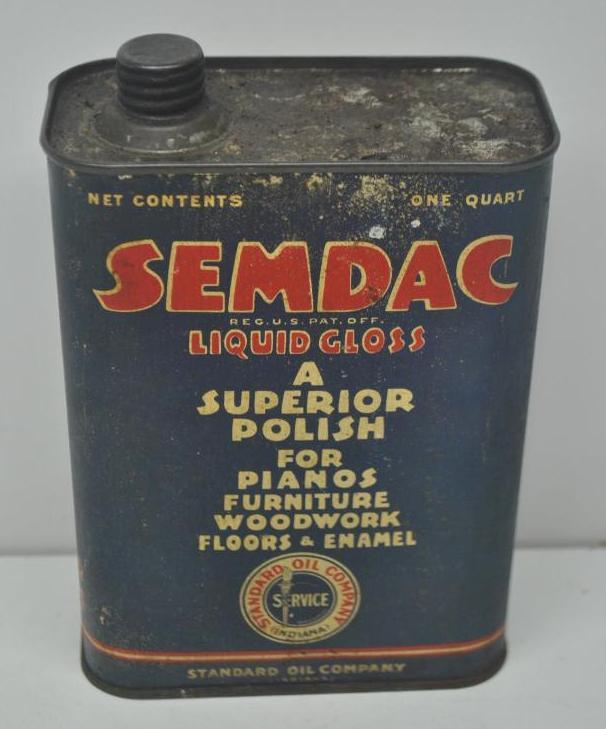 NET CONTENTS ONE QUART
SEMDAC
REG. U.S. PAT. OFF.
LIQUID GLOSS
A
SUPERIOR
POLISH
FOR
PIANOS
FURNITURE
WOODWORK
FLOORS & ENAMEL
STANDARD OIL COMPANY
SERVICE
(INDIANA)
STANDARD OIL COMPANY